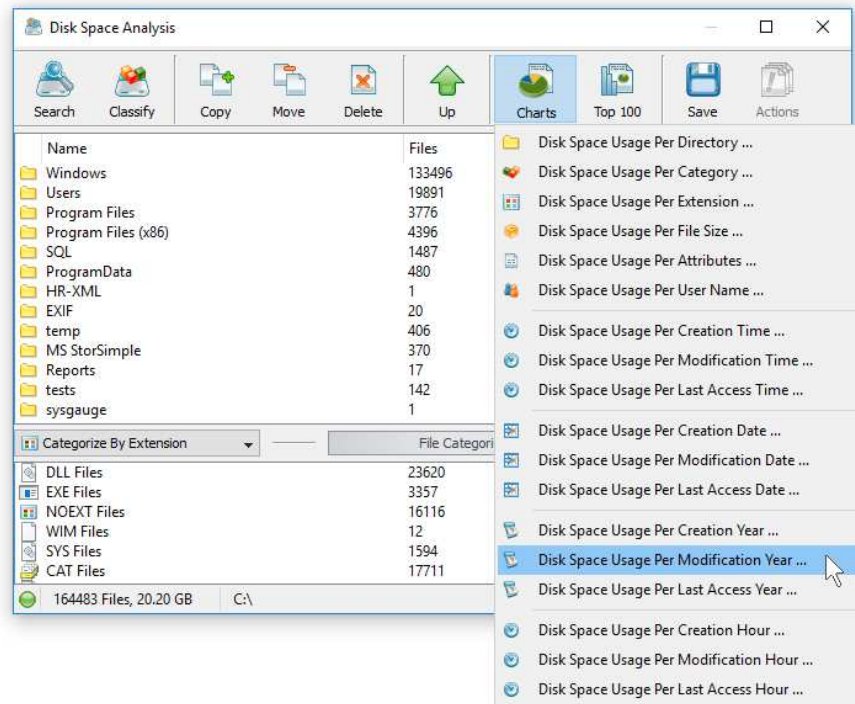 Disk Space Analysis
Search Classify Copy Move Delete Up Charts Top 100 Save Actions
Name Files
Windows 133496
Users 19891
Program Files 3776
Program Files (x86) 4396
SQL 1487
ProgramData 480
HR-XML 1
EXIF 20
temp 406
MS StorSimple 370
Reports 17
tests 142
sysgauge 1
Categorize By Extension File Categori
DLL Files 23620
EXE Files 3357
NOEXT Files 16116
WIM Files 12
SYS Files 1594
CAT Files 17711
164483 Files, 20.20 GB C:\
Disk Space Usage Per Directory ...
Disk Space Usage Per Category ...
Disk Space Usage Per Extension ...
Disk Space Usage Per File Size ...
Disk Space Usage Per Attributes ...
Disk Space Usage Per User Name ...
Disk Space Usage Per Creation Time ...
Disk Space Usage Per Modification Time ...
Disk Space Usage Per Last Access Time ...
Disk Space Usage Per Creation Date ...
Disk Space Usage Per Modification Date ...
Disk Space Usage Per Last Access Date ...
Disk Space Usage Per Creation Year ...
Disk Space Usage Per Modification Year ...
Disk Space Usage Per Last Access Year ...
Disk Space Usage Per Creation Hour ...
Disk Space Usage Per Modification Hour ...
Disk Space Usage Per Last Access Hour ...